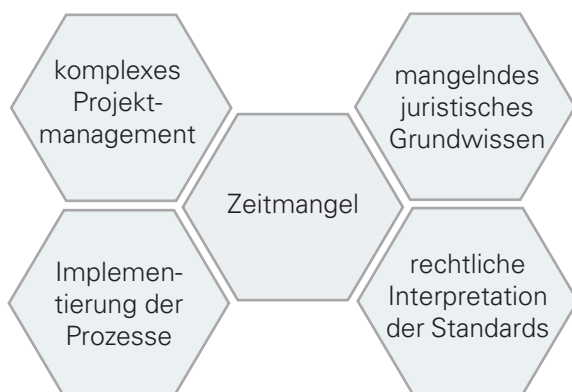 komplexes
Projekt-
management
mangelndes
juristisches
Grundwissen
Zeitmangel
Implemen-
tierung der
Prozesse
rechtliche
Interpretation
der Standards